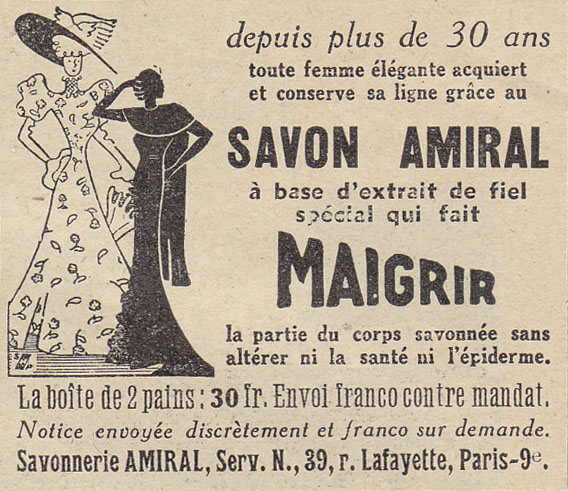 depuis plus de 30 ans
toute femme élégante acquiert
et conserve sa ligne grâce au
SAVON AMIRAL
à base d'extrait de fiel
spécial qui fait
MAIGRIR
la partie du corps savonnée sans
altérer ni la santé ni l'épiderme.
La boîte de 2 pains : 30 fr. Envoi franco contre mandat.
Notice envoyée discrètement et franco sur demande.
Savonnerie AMIRAL, Serv. N., 39, r. Lafayette, Paris-9e.